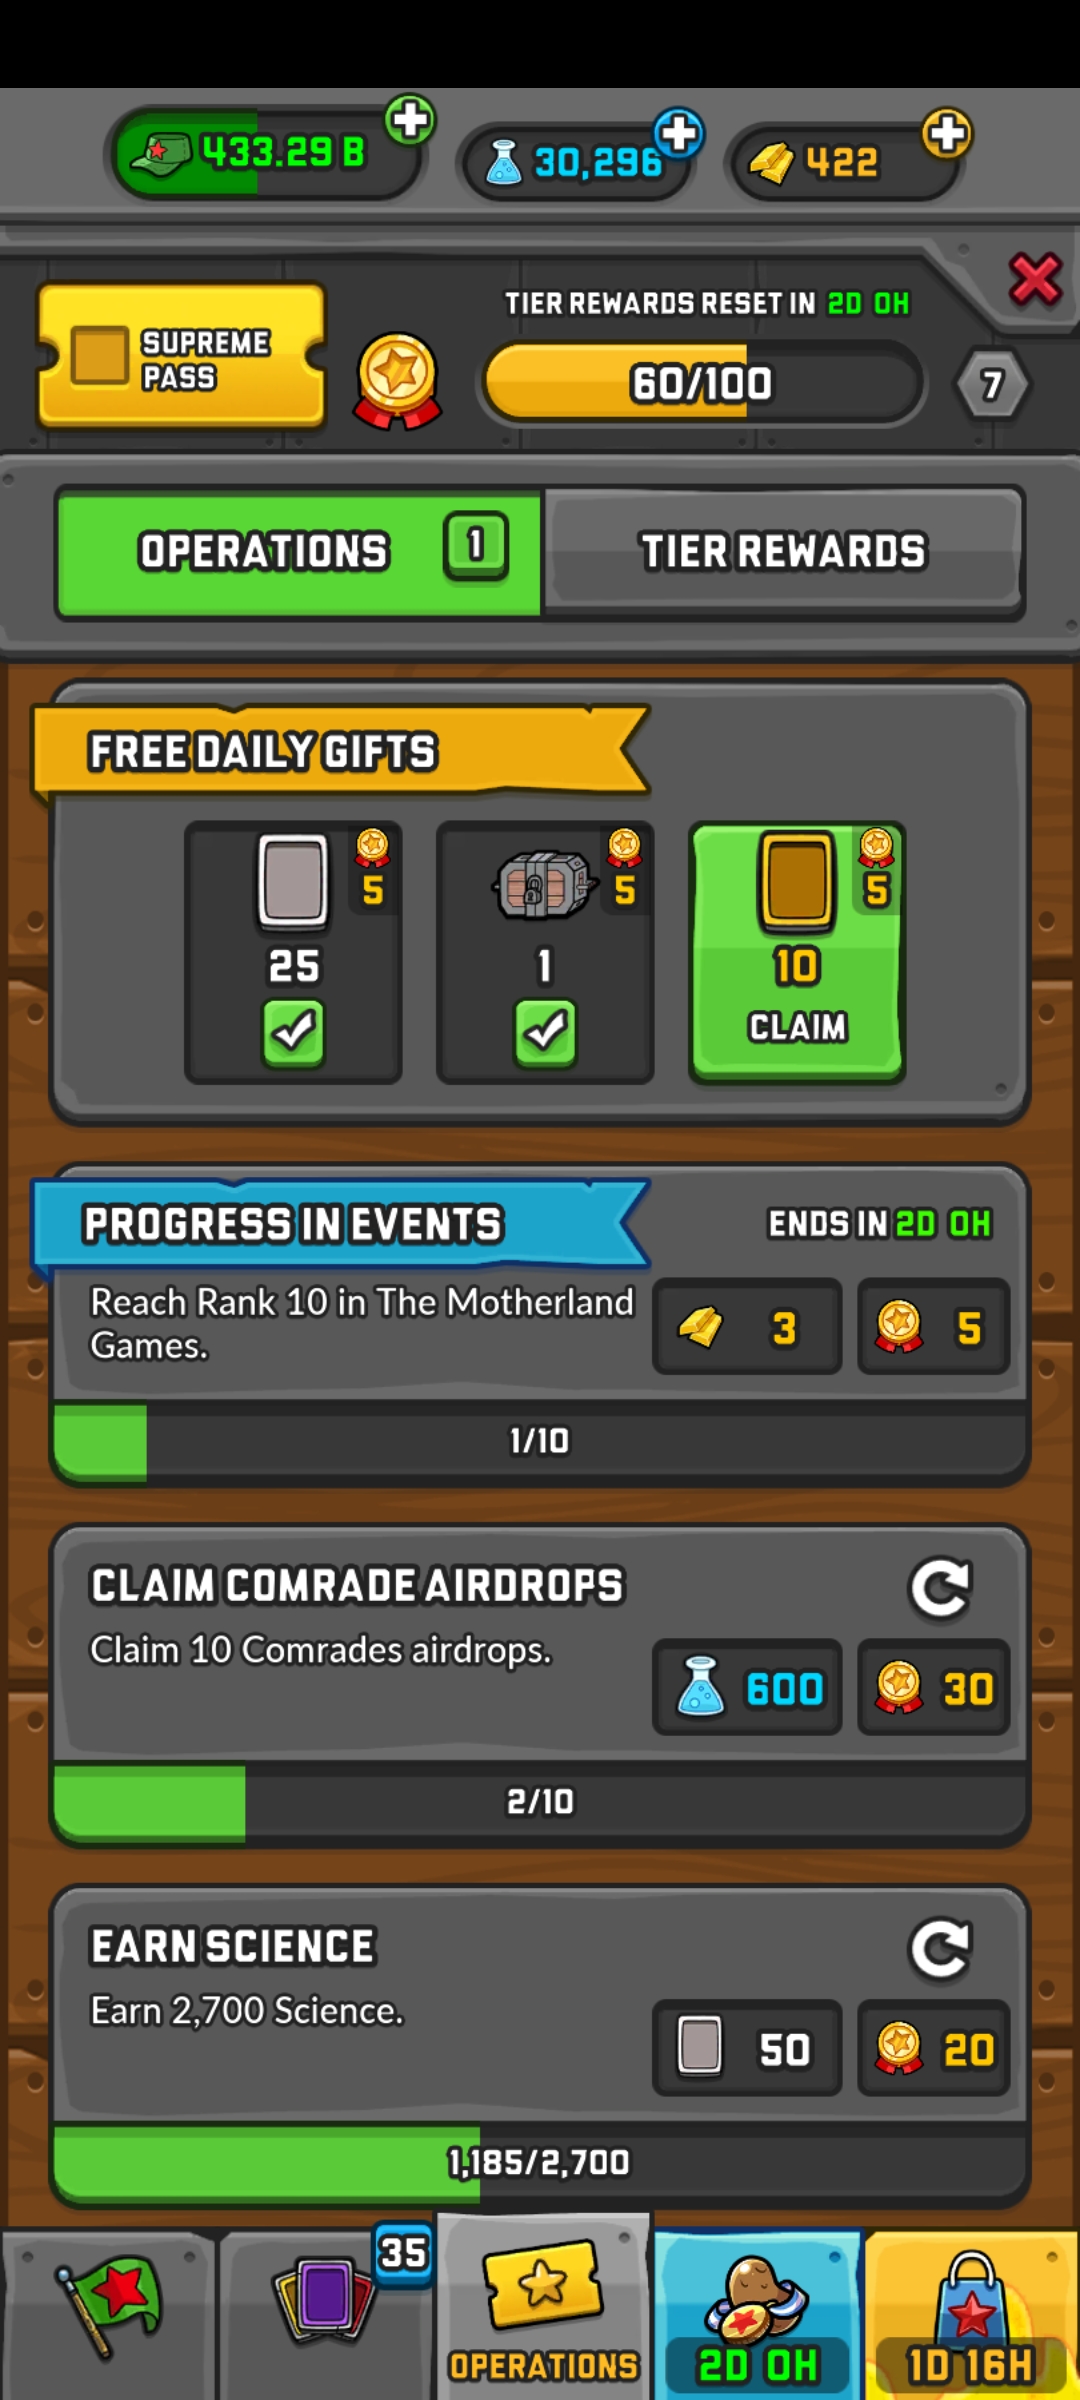 433.29 B
30,296
422
TIER REWARDS RESET IN 2D 0H
SUPREME
PASS
60/100
7
OPERATIONS
1
TIER REWARDS
FREE DAILY GIFTS
5
5
5
25
1
10
CLAIM
PROGRESS IN EVENTS
ENDS IN 2D 0H
Reach Rank 10 in The Motherland
Games.
3
5
1/10
CLAIM COMRADE AIRDROPS
Claim 10 Comrades airdrops.
600
30
2/10
EARN SCIENCE
Earn 2,700 Science.
50
20
1,185/2,700
35
OPERATIONS
2D 0H
1D 16H